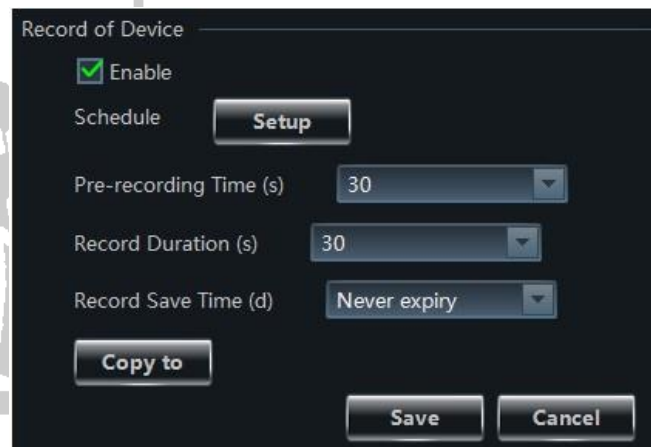 Record of Device
Enable
Schedule Setup
Pre-recording Time (s) 30
Record Duration (s) 30
Record Save Time (d) Never expiry
Copy to
Save Cancel